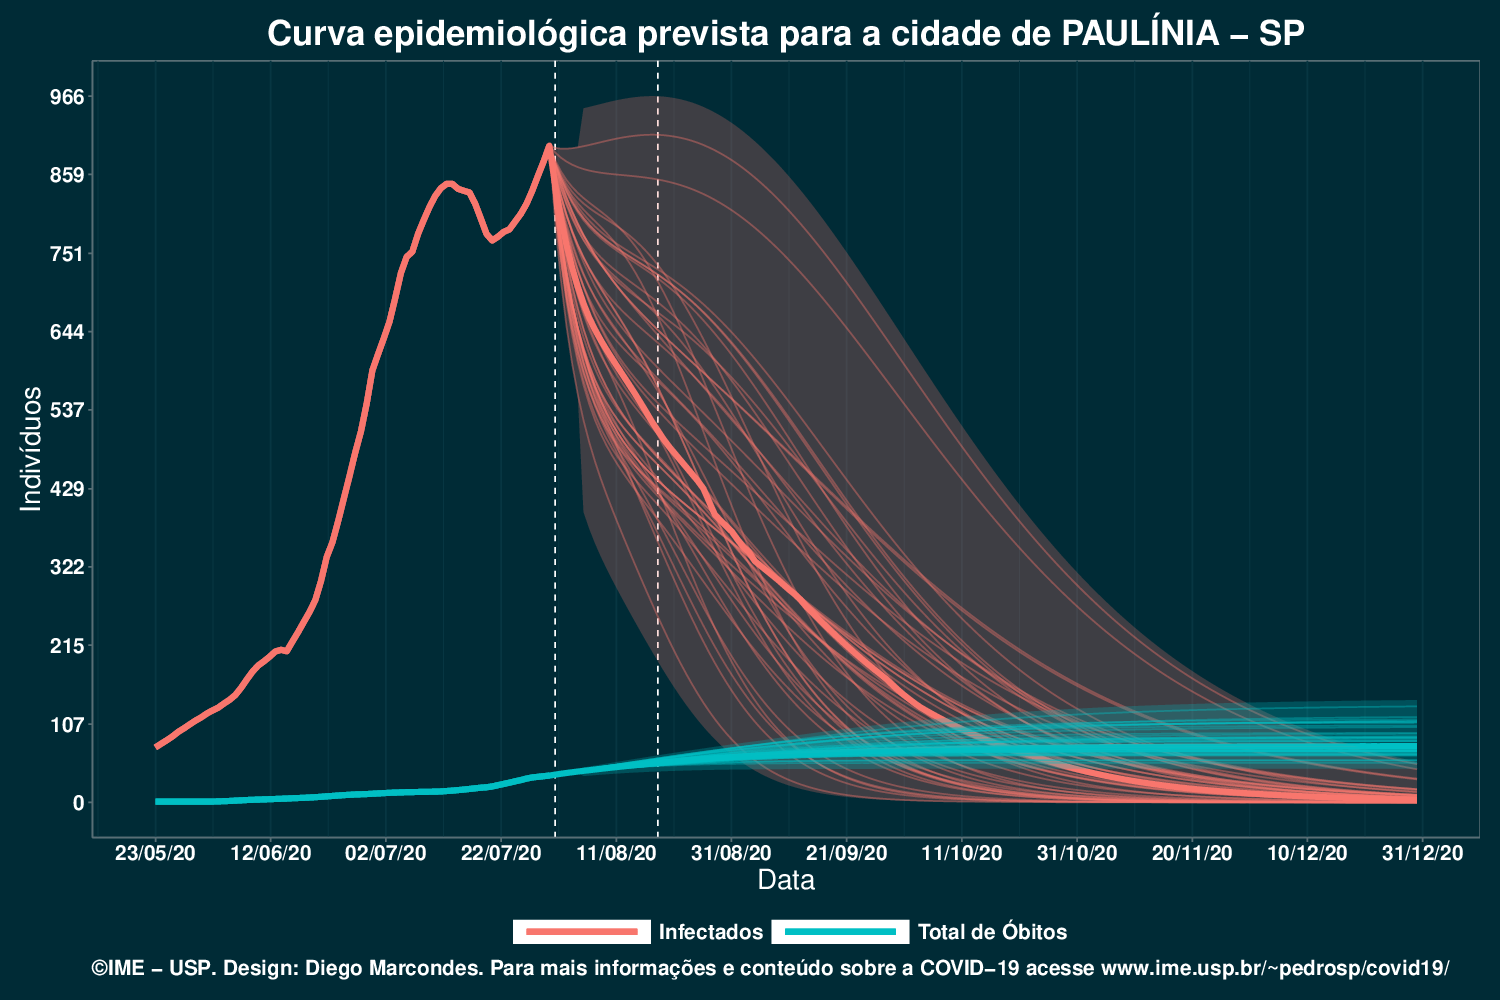 Curva epidemiológica prevista para a cidade de PAULÍNIA – SP
966
859
751
644
537
429
322
215
107
0
Indivíduos
23/05/20 12/06/20 02/07/20 22/07/20 11/08/20 31/08/20 21/09/20 11/10/20 31/10/20 20/11/20 10/12/20 31/12/20
Data
Infectados Total de Óbitos
©IME – USP. Design: Diego Marcondes. Para mais informações e conteúdo sobre a COVID–19 acesse www.ime.usp.br/~pedrosp/covid19/